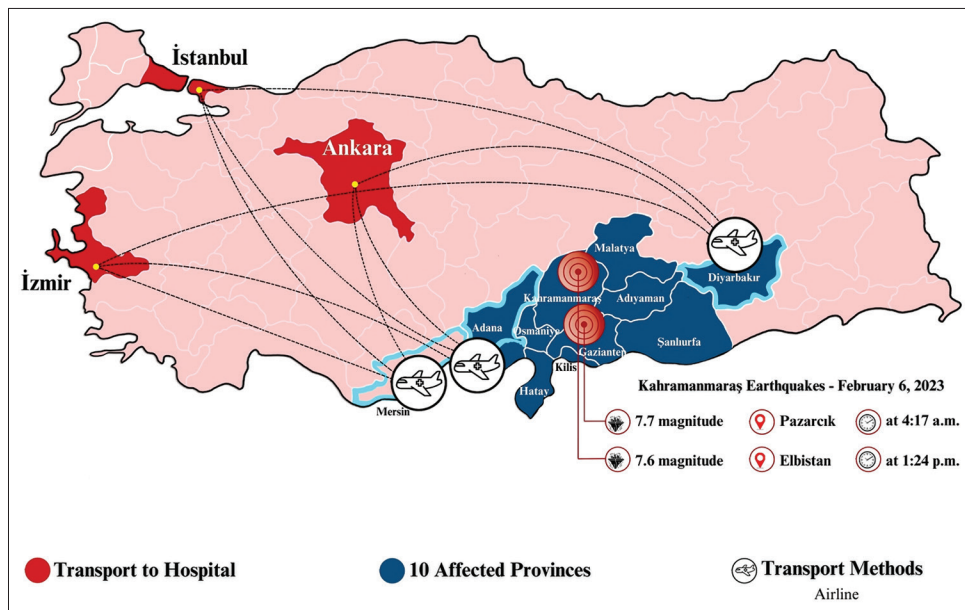 İstanbul
Ankara
İzmir
Malatya
Diyarbakır
Kahramanmaraş
Adıyaman
Adana
Osmaniye
Şanlıurfa
Gaziantep
Kilis
Hatay
Mersin
Kahramanmaraş Earthquakes - February 6, 2023
7.7 magnitude Pazarcık at 4:17 a.m.
7.6 magnitude Elbistan at 1:24 p.m.
Transport to Hospital 10 Affected Provinces Transport Methods
Airline